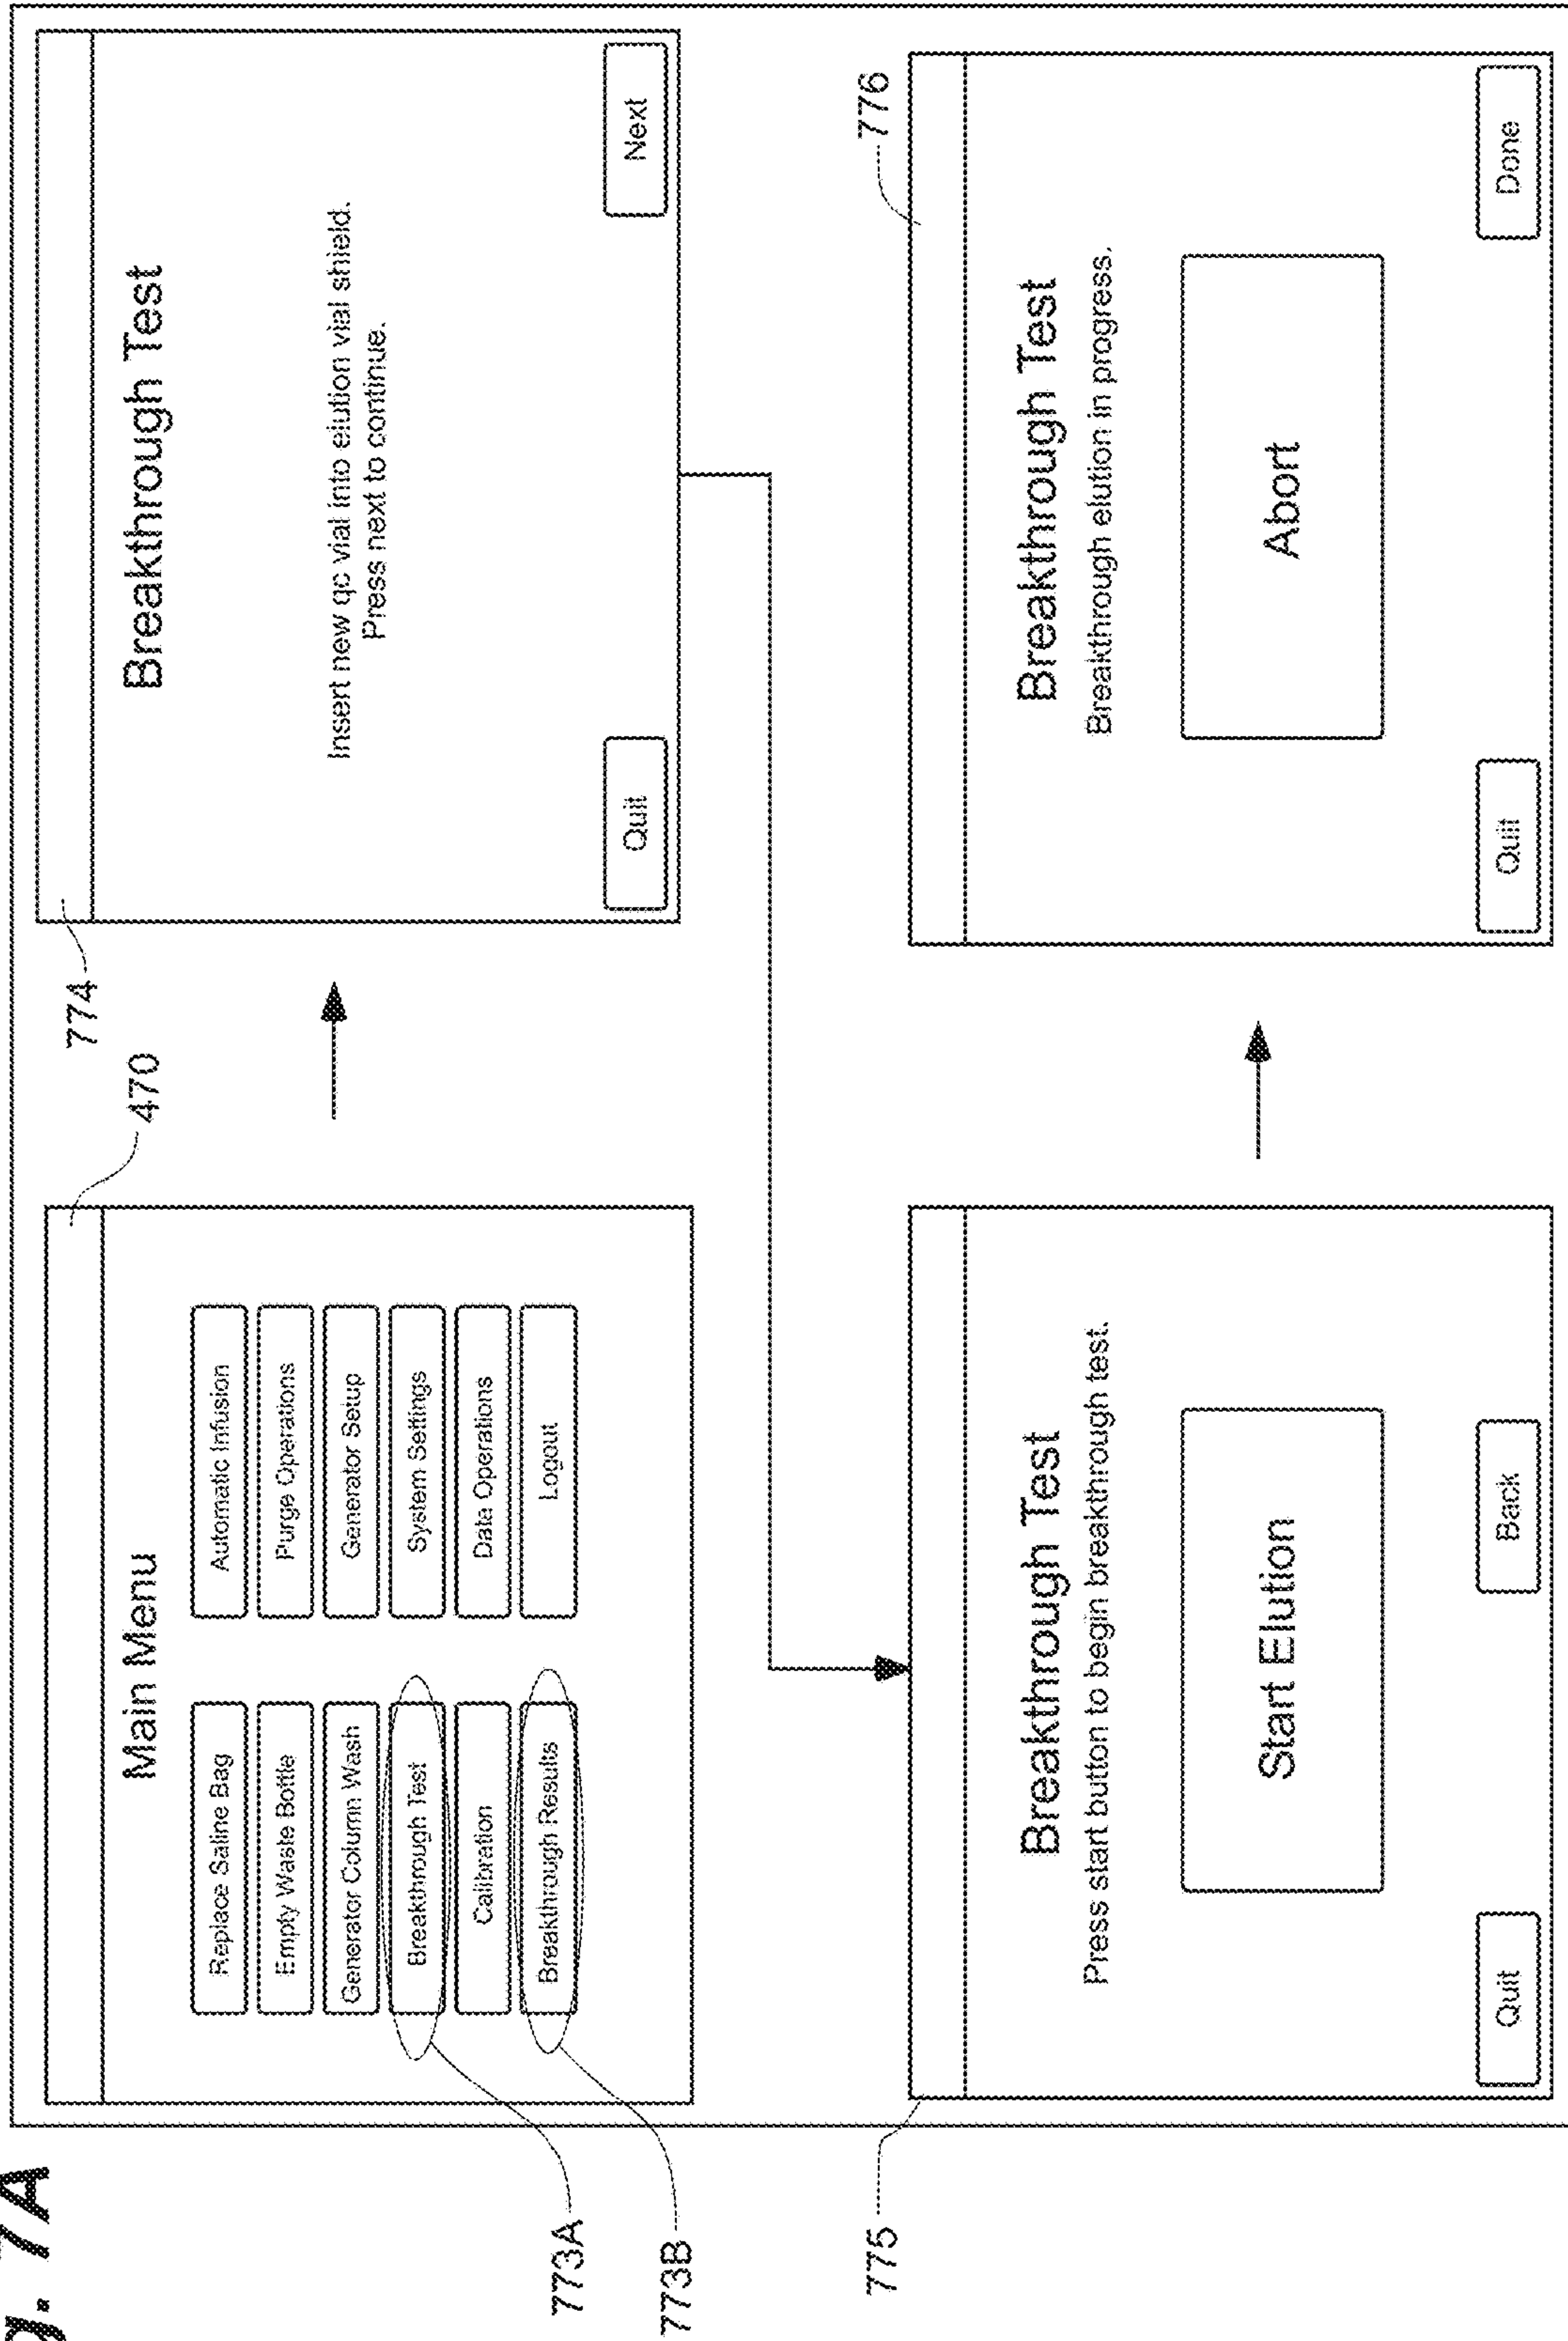 g. 7A
470
Main Menu
Replace Saline Bag
Empty Waste Bottle
Generator Column Wash
Breakthrough Test
Calibration
Breakthrough Results
Automatic Infusion
Purge Operations
Generator Setup
System Settings
Data Operations
Logout
773A
773B
774
Breakthrough Test
Insert new qc vial into elution vial shield.
Press next to continue.
Quit
Next
775
Breakthrough Test
Press start button to begin breakthrough test.
Start Elution
Quit
Back
776
Breakthrough Test
Breakthrough elution in progress.
Abort
Quit
Done